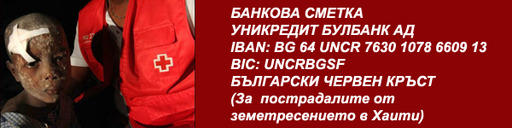 БАНКОВА СМЕТКА
УНИКРЕДИТ БУЛБАНК АД
IBAN: BG 64 UNCR 7630 1078 6609 13
BIC: UNCRBGSF
БЪЛГАРСКИ ЧЕРВЕН КРЪСТ
(За пострадалите от
земетресението в Хаити)